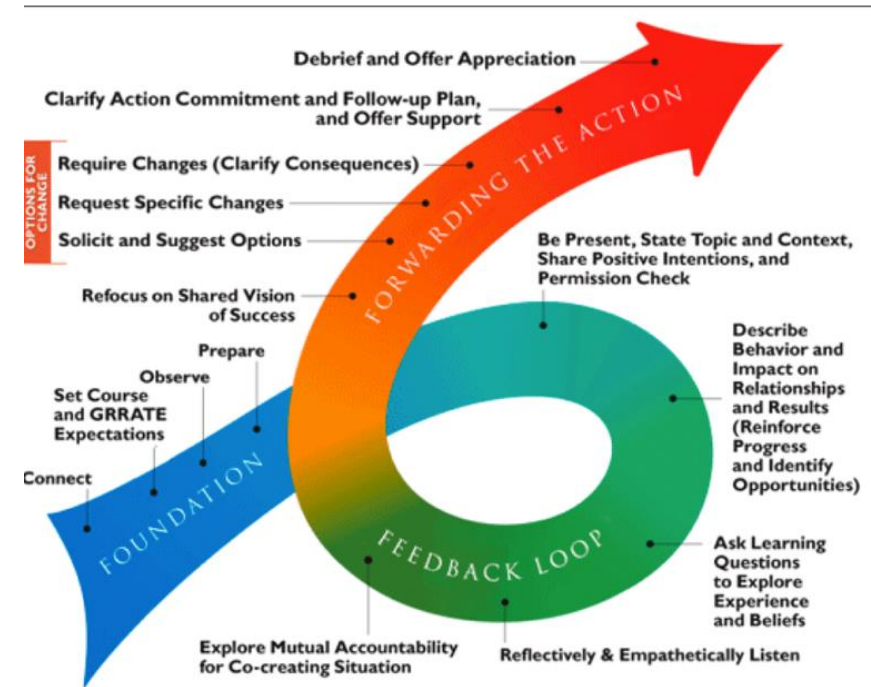 Debrief and Offer Appreciation
Clarify Action Commitment and Follow-up Plan,
and Offer Support
OPTIONS FOR
CHANGE
Require Changes (Clarify Consequences)
Request Specific Changes
Solicit and Suggest Options
Refocus on Shared Vision
of Success
FORWARDING THE ACTION
Be Present, State Topic and Context,
Share Positive Intentions, and
Permission Check
Describe
Behavior and
Impact on
Relationships
and Results
(Reinforce
Progress
and Identify
Opportunities)
Prepare
Observe
Set Course
and GRRATE
Expectations
Connect
FOUNDATION
FEEDBACK LOOP
Ask Learning
Questions
to Explore
Experience
and Beliefs
Reflectively & Empathetically Listen
Explore Mutual Accountability
for Co-creating Situation